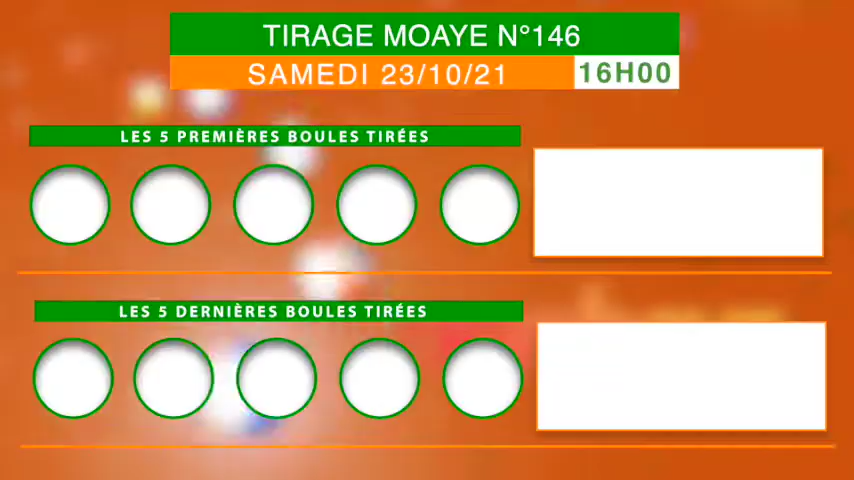 TIRAGE MOAYE N°146
SAMEDI 23/10/21 16H00
LES 5 PREMIÈRES BOULES TIRÉES
LES 5 DERNIÈRES BOULES TIRÉES